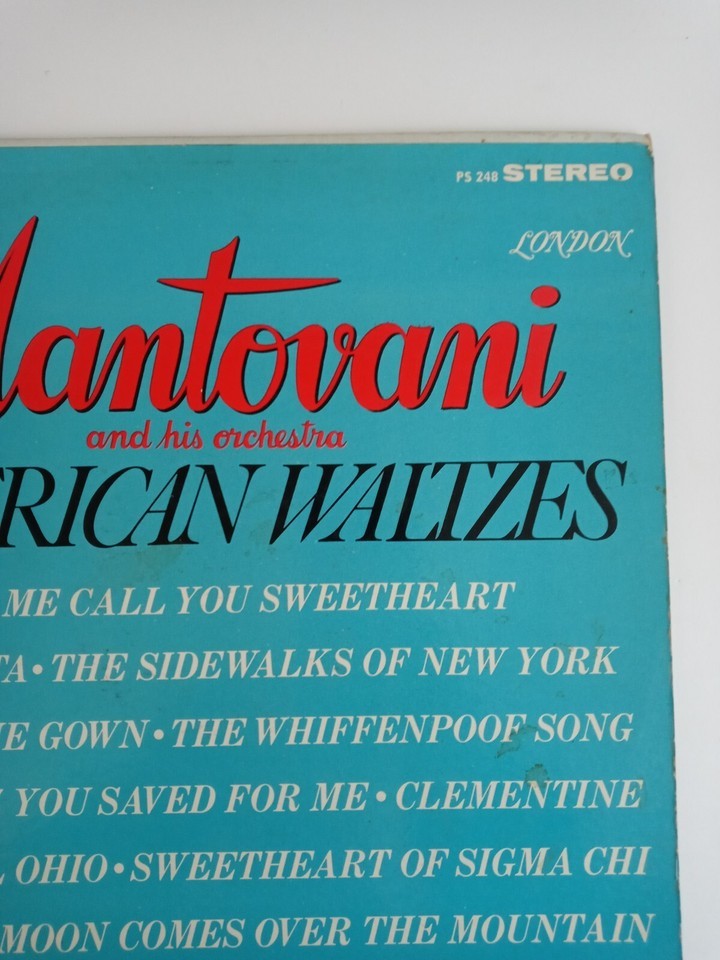 PS 248 STEREO
LONDON
Mantovani
and his orchestra
RICAN WALTZES
ME CALL YOU SWEETHEART
TA • THE SIDEWALKS OF NEW YORK
E GOWN • THE WHIFFENPOOF SONG
YOU SAVED FOR ME • CLEMENTINE
OHIO • SWEETHEART OF SIGMA CHI
MOON COMES OVER THE MOUNTAIN